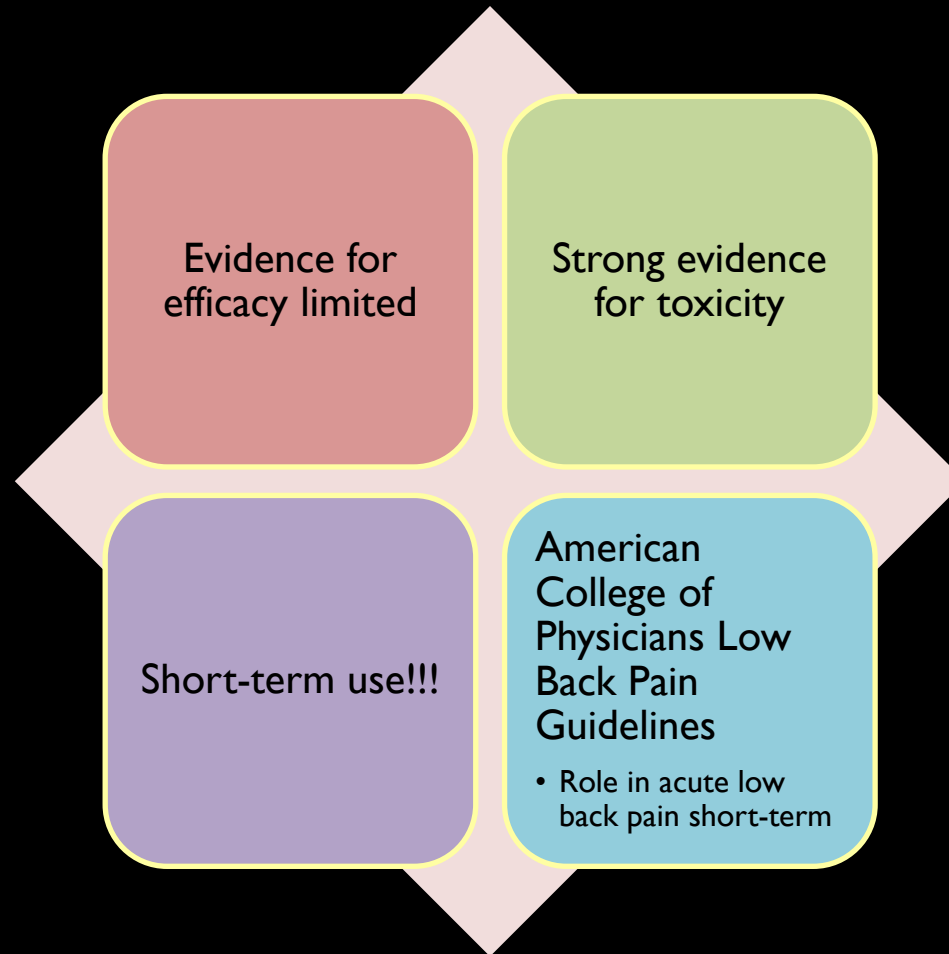 Evidence for
efficacy limited
Strong evidence
for toxicity
Short-term use!!!
American
College of
Physicians Low
Back Pain
Guidelines
• Role in acute low
back pain short-term